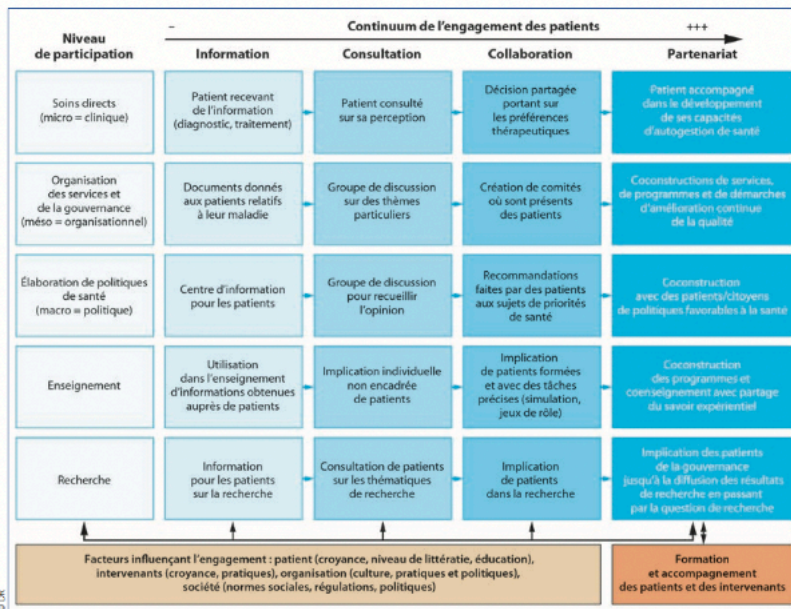 Niveau
de participation
–
Continuum de l'engagement des patients
+++
Information
Consultation
Collaboration
Partenariat
Soins directs
(micro = clinique)
Patient recevant
de l'information
(diagnostic, traitement)
Patient consulté
sur sa perception
Décision partagée
portant sur
les préférences
thérapeutiques
Patient accompagné
dans le développement
de ses capacités
d'autogestion de santé
Organisation
des services et
de la gouvernance
(méso = organisationnel)
Documents donnés
aux patients relatifs
à leur maladie
Groupe de discussion
sur des thèmes
particuliers
Création de comités
où sont présents
des patients
Coconstructions de services,
de programmes et de démarches
d'amélioration continue
de la qualité
Élaboration de politiques
de santé
(macro = politique)
Centre d'information
pour les patients
Groupe de discussion
pour recueillir
l'opinion
Recommandations
faites par des patients
aux sujets de priorités
de santé
Coconstruction
avec des patients/citoyens
de politiques favorables à la santé
Enseignement
Utilisation
dans l'enseignement
d'informations obtenues
auprès de patients
Implication individuelle
non encadrée
de patients
Implication
de patients formées
et avec des tâches
précises (simulation,
jeux de rôle)
Coconstruction
des programmes et
coenseignement avec partage
du savoir expérientiel
Recherche
Information
pour les patients
sur la recherche
Consultation de patients
sur les thématiques
de recherche
Implication
de patients
dans la recherche
Implication des patients
de la gouvernance
jusqu'à la diffusion des résultats
de recherche en passant
par la question de recherche
Facteurs influençant l'engagement : patient (croyance, niveau de littératie, éducation),
intervenants (croyance, pratiques), organisation (culture, pratiques et politiques),
société (normes sociales, régulations, politiques)
Formation
et accompagnement
des patients et des intervenants